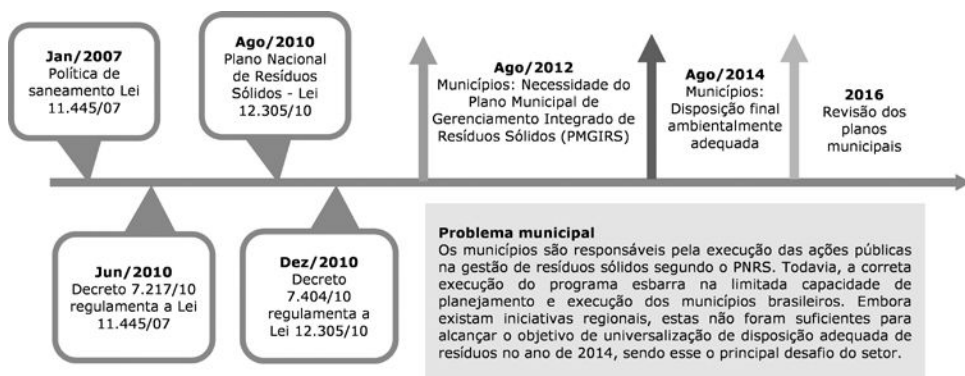 Jan/2007
Política de
saneamento Lei
11.445/07
Ago/2010
Plano Nacional
de Resíduos
Sólidos - Lei
12.305/10
Ago/2012
Municípios: Necessidade do
Plano Municipal de
Gerenciamento Integrado de
Resíduos Sólidos (PMGIRS)
Ago/2014
Municípios:
Disposição final
ambientalmente
adequada
2016
Revisão dos
planos
municipais
Jun/2010
Decreto 7.217/10
regulamenta a Lei
11.445/07
Dez/2010
Decreto
7.404/10
regulamenta a
Lei 12.305/10
Problema municipal
Os municípios são responsáveis pela execução das ações públicas
na gestão de resíduos sólidos segundo o PNRS. Todavia, a correta
execução do programa esbarra na limitada capacidade de
planejamento e execução dos municípios brasileiros. Embora
existam iniciativas regionais, estas não foram suficientes para
alcançar o objetivo de universalização de disposição adequada de
resíduos no ano de 2014, sendo esse o principal desafio do setor.